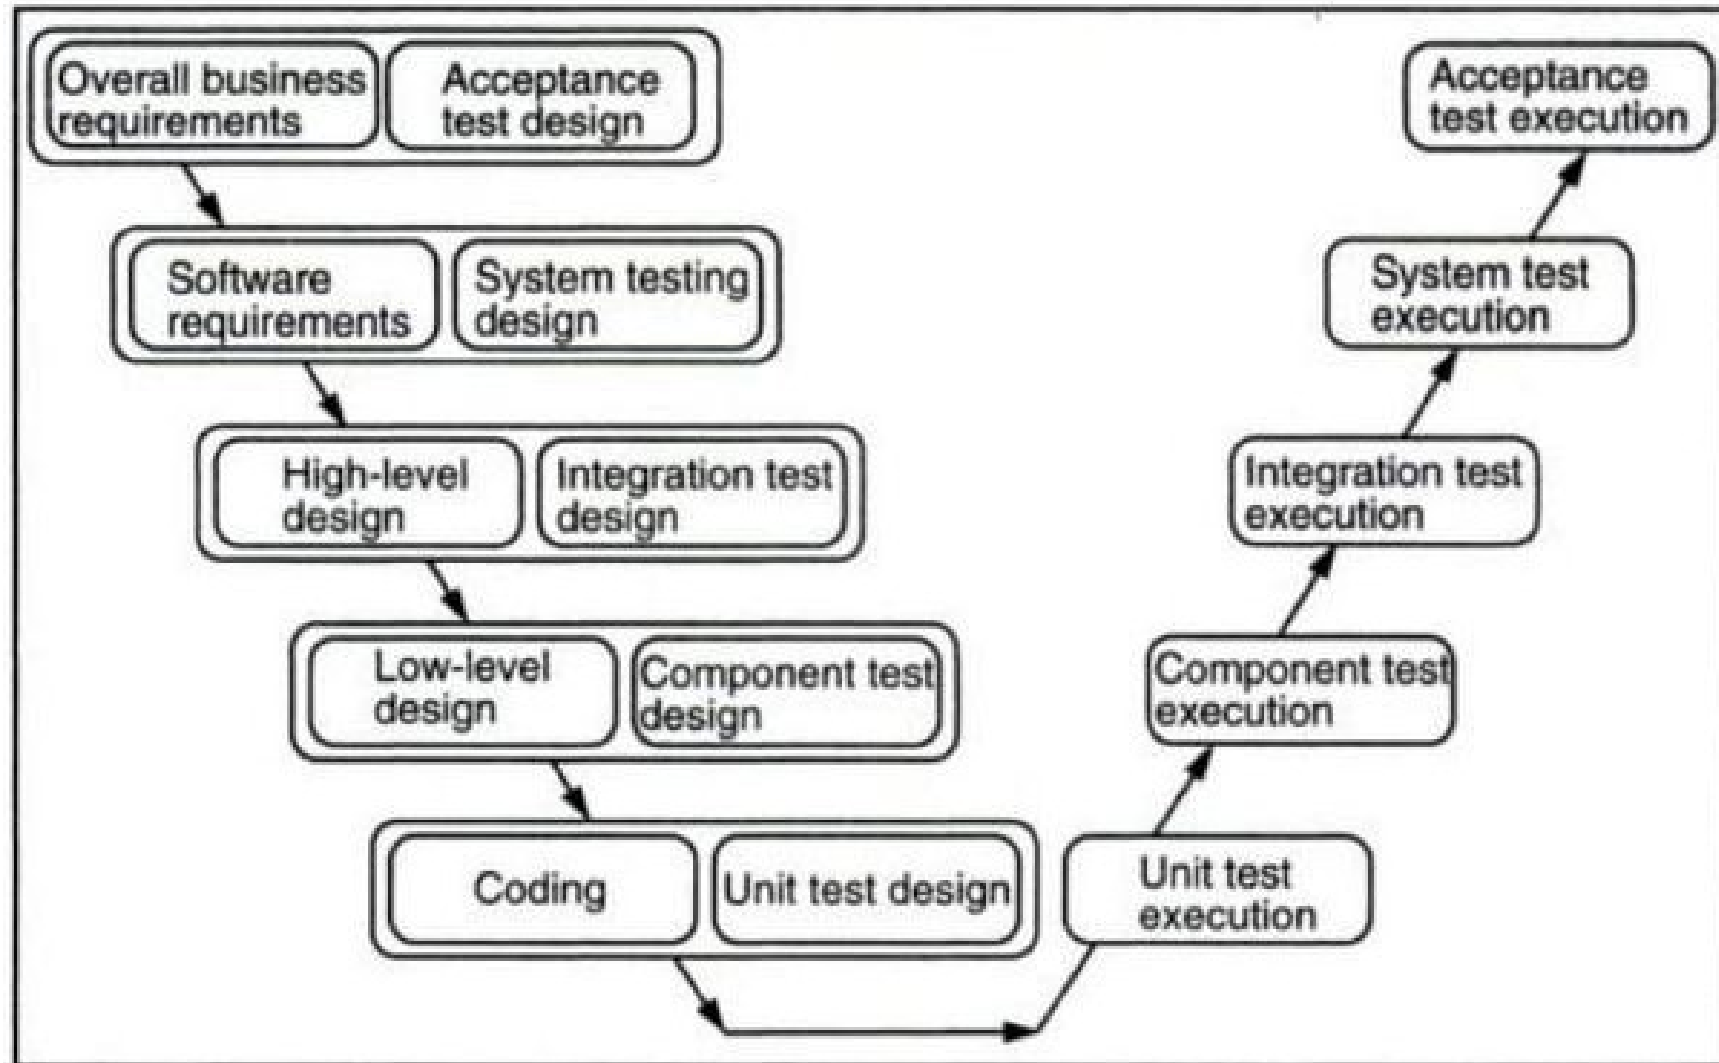 Overall business
requirements
Acceptance
test design
Acceptance
test execution
Software
requirements
System testing
design
System test
execution
High-level
design
Integration test
design
Integration test
execution
Low-level
design
Component test
design
Component test
execution
Coding
Unit test design
Unit test
execution